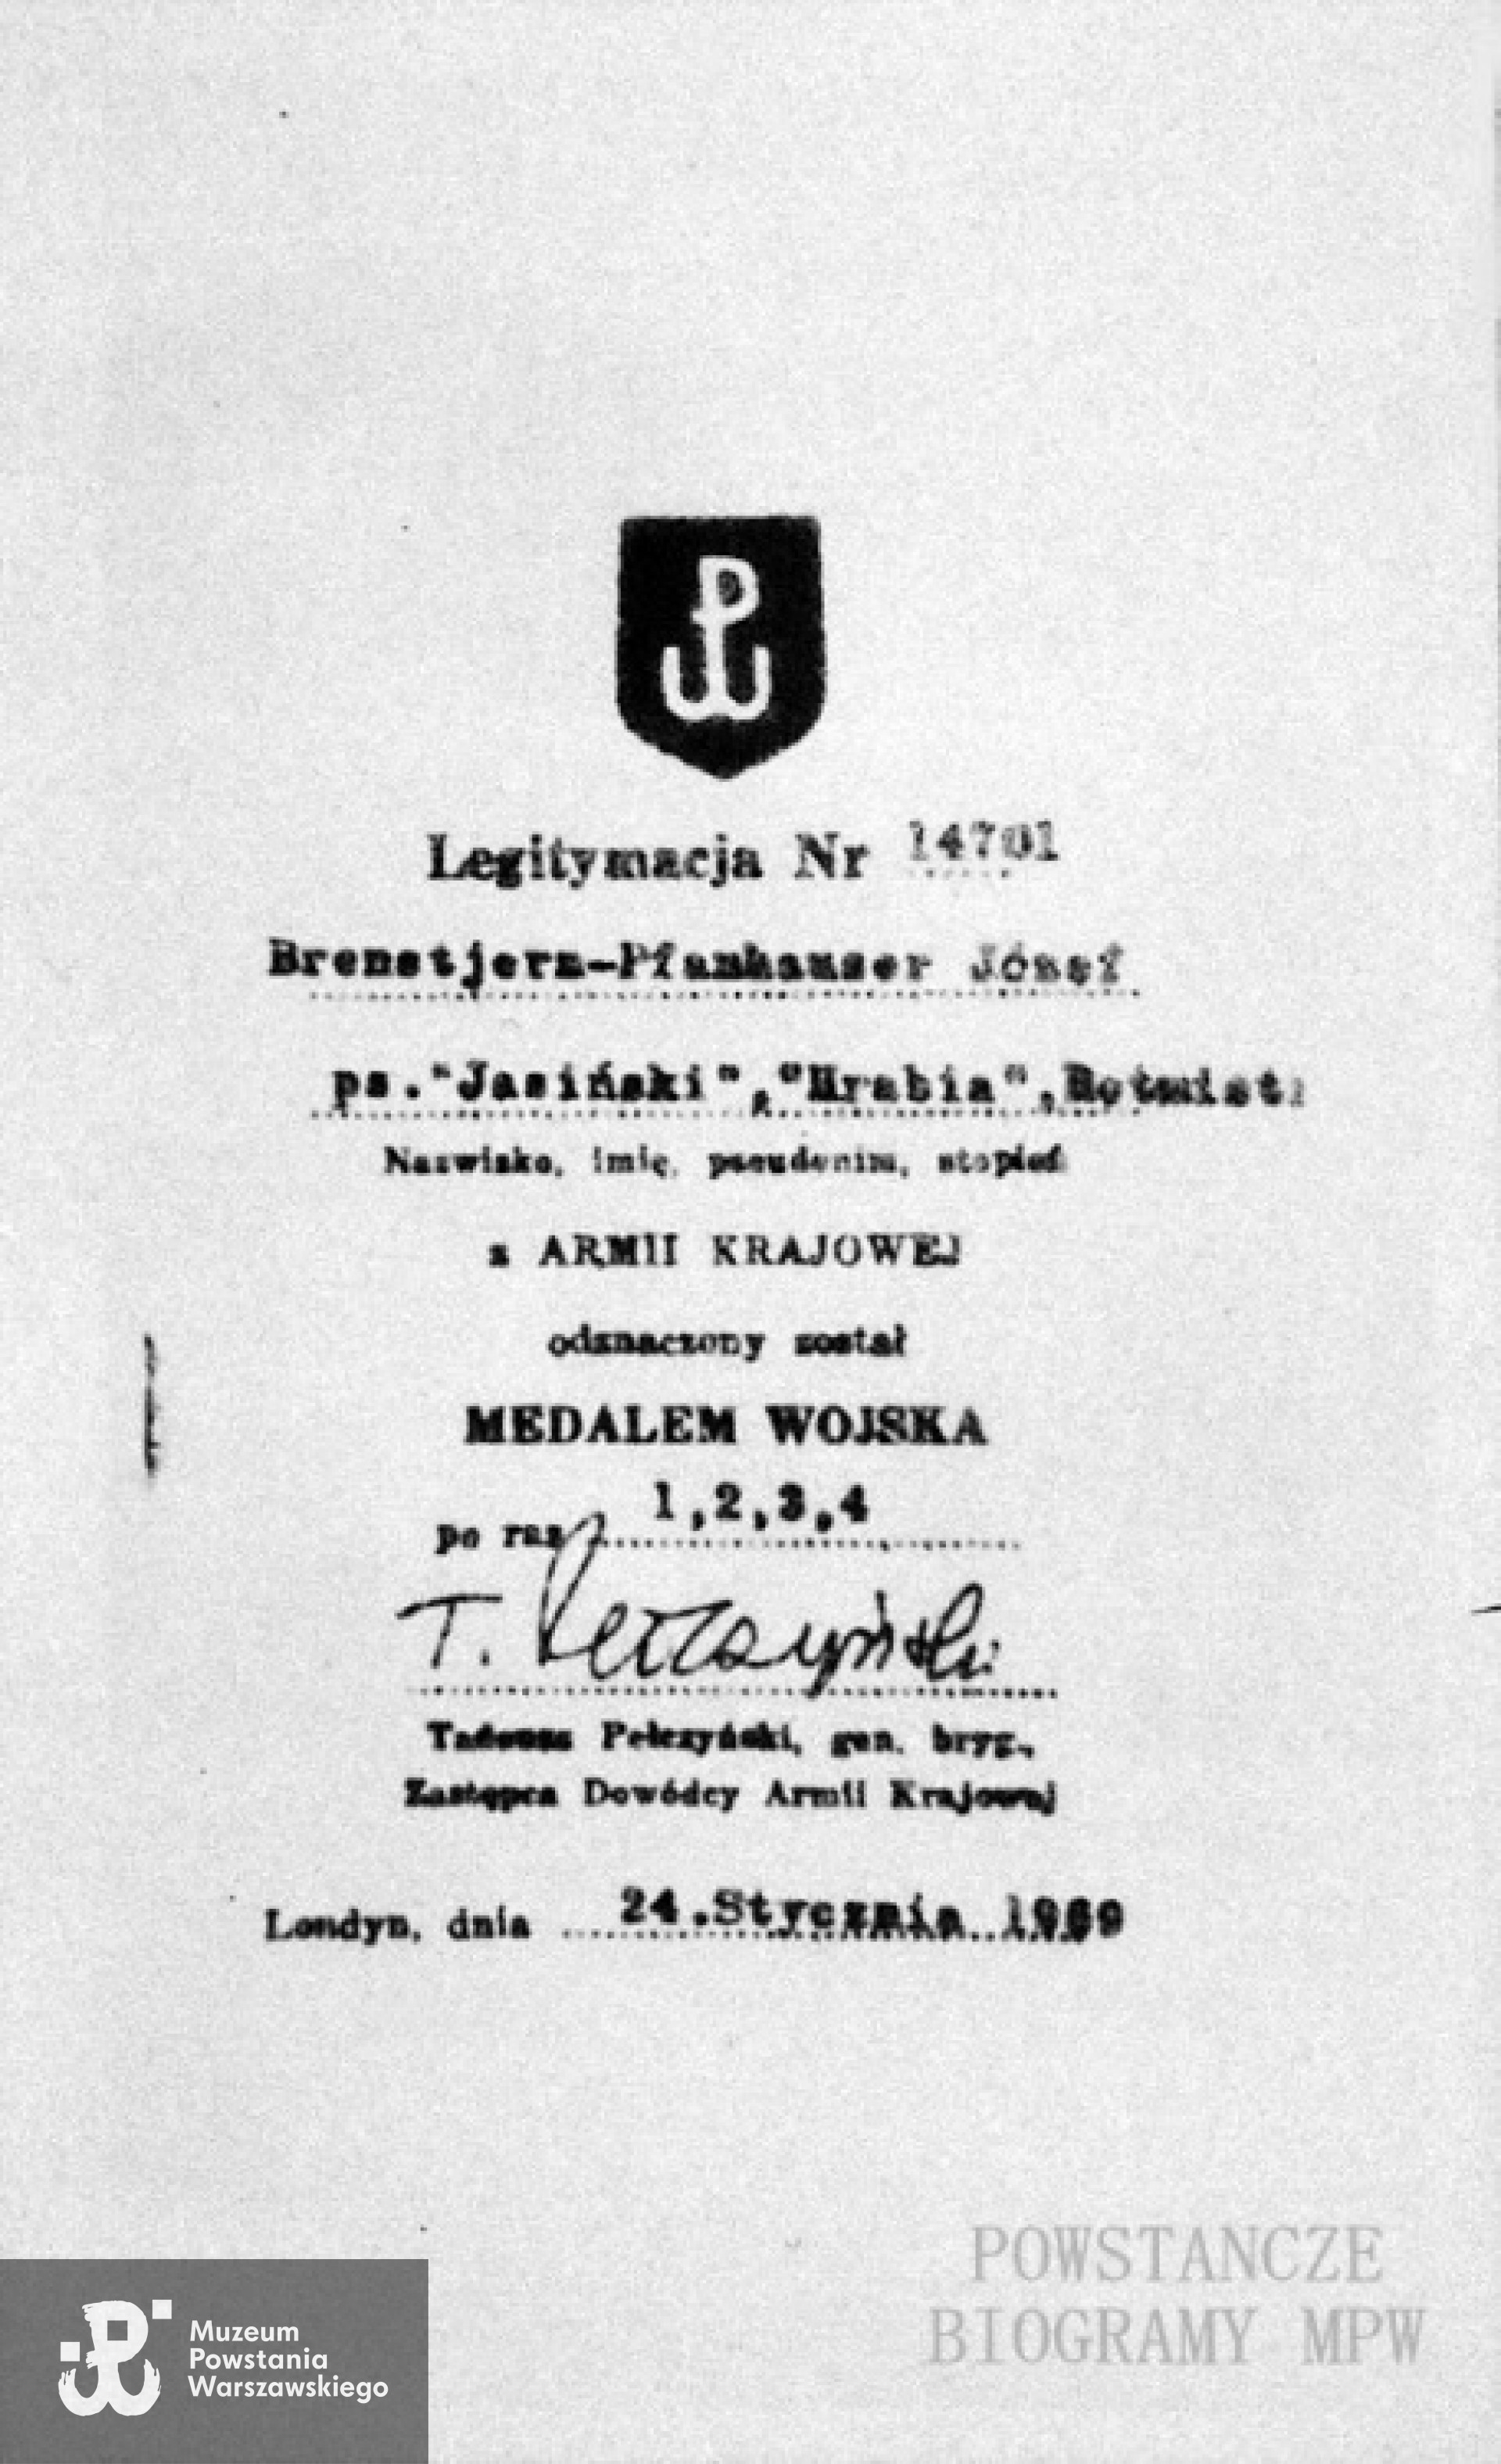 Legitymacja Nr 14701
Brenstjern-Pfanhauser Józef
ps."Jasiński","Hrabia",Rotmist
Nazwisko, imię, pseudonim, stopień
z ARMII KRAJOWEJ
odznaczony został
MEDALEM WOJSKA
po raz 1,2,3,4
T. Pełczyński
Tadeusz Pełczyński, gen. bryg.,
Zastępca Dowódcy Armii Krajowej
Londyn, dnia 24.Stycznia 1969
POWSTANCZE
BIOGRAMY MPW
Muzeum
Powstania
Warszawskiego